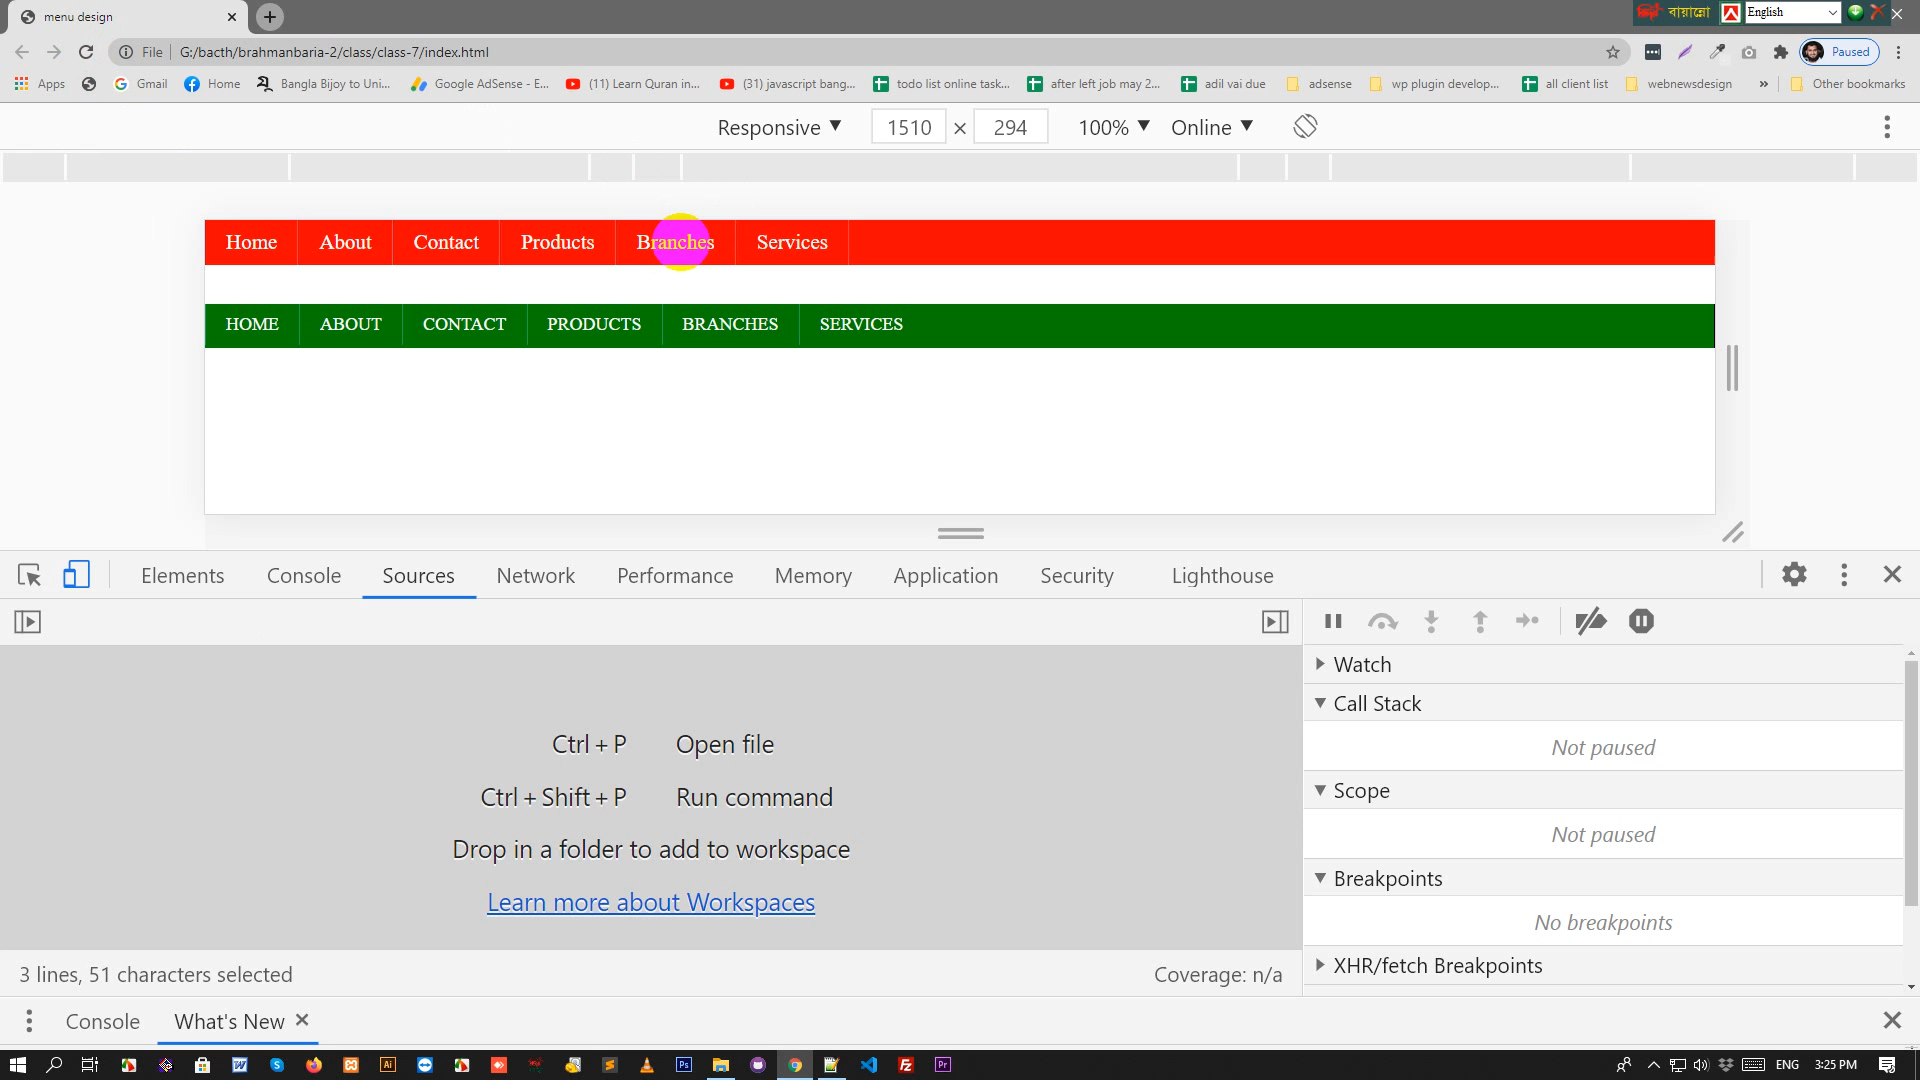 menu design
বায়ান্নো
English
File
G:/bacth/brahmanbaria-2/class/class-7/index.html
Paused
Apps
Gmail
Home
Bangla Bijoy to Uni...
Google AdSense - E...
(11) Learn Quran in...
(31) javascript bang...
todo list online task...
after left job may 2...
adil vai due
adsense
wp plugin develop...
all client list
webnewsdesign
»
Other bookmarks
Responsive
1510 × 294
100%
Online
Home
About
Contact
Products
Branches
Services
HOME
ABOUT
CONTACT
PRODUCTS
BRANCHES
SERVICES
Elements
Console
Sources
Network
Performance
Memory
Application
Security
Lighthouse
Watch
Call Stack
Not paused
Scope
Not paused
Breakpoints
No breakpoints
XHR/fetch Breakpoints
Ctrl + P Open file
Ctrl + Shift + P Run command
Drop in a folder to add to workspace
Learn more about Workspaces
3 lines, 51 characters selected
Coverage: n/a
Console
What's New
Ai
Ps
Pr
ENG
3:25 PM